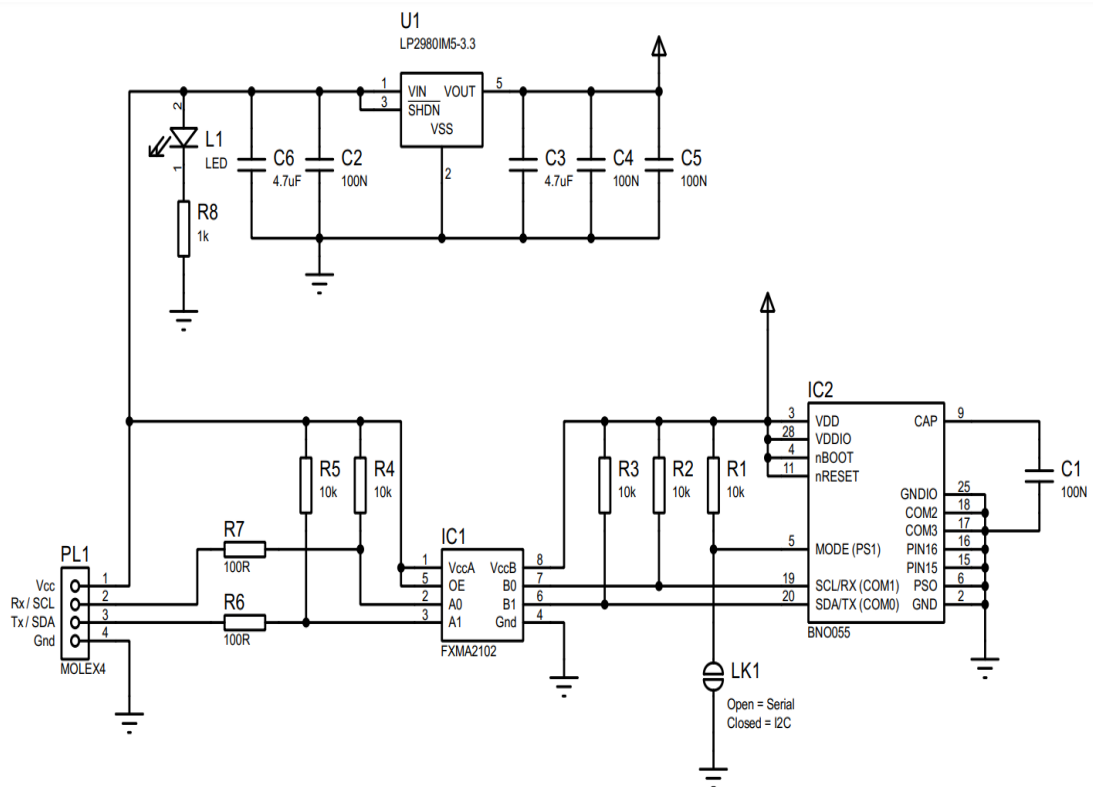 U1
LP2980IM5-3.3
1
VIN
VOUT
5
3
SHDN
VSS
2
2
L1
LED
1
C6
4.7uF
C2
100N
C3
4.7uF
C4
100N
C5
100N
R8
1k
IC2
3
VDD
CAP
9
28
VDDIO
4
nBOOT
11
nRESET
C1
100N
R5
10k
R4
10k
R3
10k
R2
10k
R1
10k
GNDIO
25
COM2
18
COM3
17
5
MODE (PS1)
PIN16
16
PIN15
15
19
SCL/RX (COM1)
PSO
6
20
SDA/TX (COM0)
GND
2
BNO055
R7
100R
IC1
1
VccA
VccB
8
5
OE
B0
7
2
A0
B1
6
3
A1
Gnd
4
FXMA2102
PL1
Vcc
1
Rx / SCL
2
Tx / SDA
3
Gnd
4
MOLEX4
R6
100R
LK1
Open = Serial
Closed = I2C